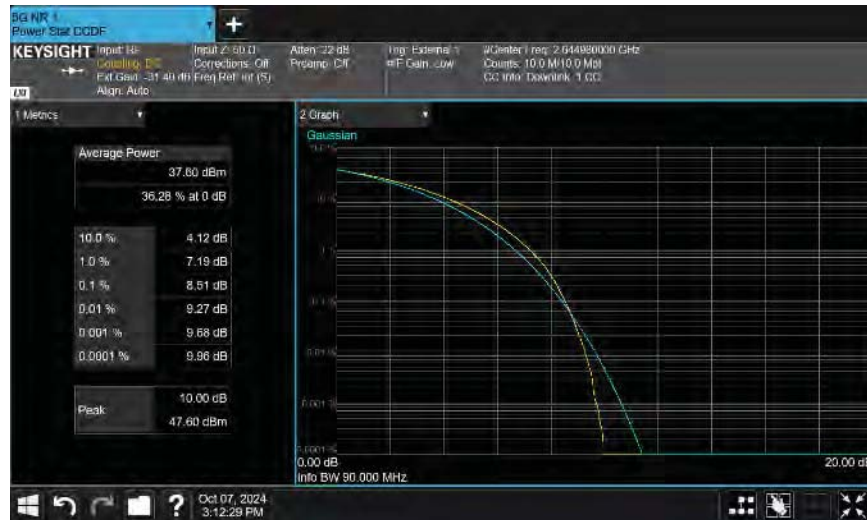 5G NR 1
Power Stat CCDF
KEYSIGHT
Input: RF
Coupling: DC
Ext Gain: -31.40 dB
Align: Auto
Input Z: 50 Ω
Corrections: Off
Freq Ref: Int (S)
Atten: 22 dB
Preamp: Off
Trig: External 1
#IF Gain: Low
#Center Freq: 2.644980000 GHz
Counts: 10.0 M/10.0 Mpt
CC Info: Downlink, 1 CC
1 Metrics
Average Power
37.60 dBm
36.28 % at 0 dB
10.0 % 4.12 dB
1.0 % 7.19 dB
0.1 % 8.51 dB
0.01 % 9.27 dB
0.001 % 9.68 dB
0.0001 % 9.96 dB
Peak
10.00 dB
47.60 dBm
2 Graph
Gaussian
0.001 %
0.0001 %
0.00 dB
20.00 dB
Info BW 90.000 MHz
Oct 07, 2024
3:12:29 PM